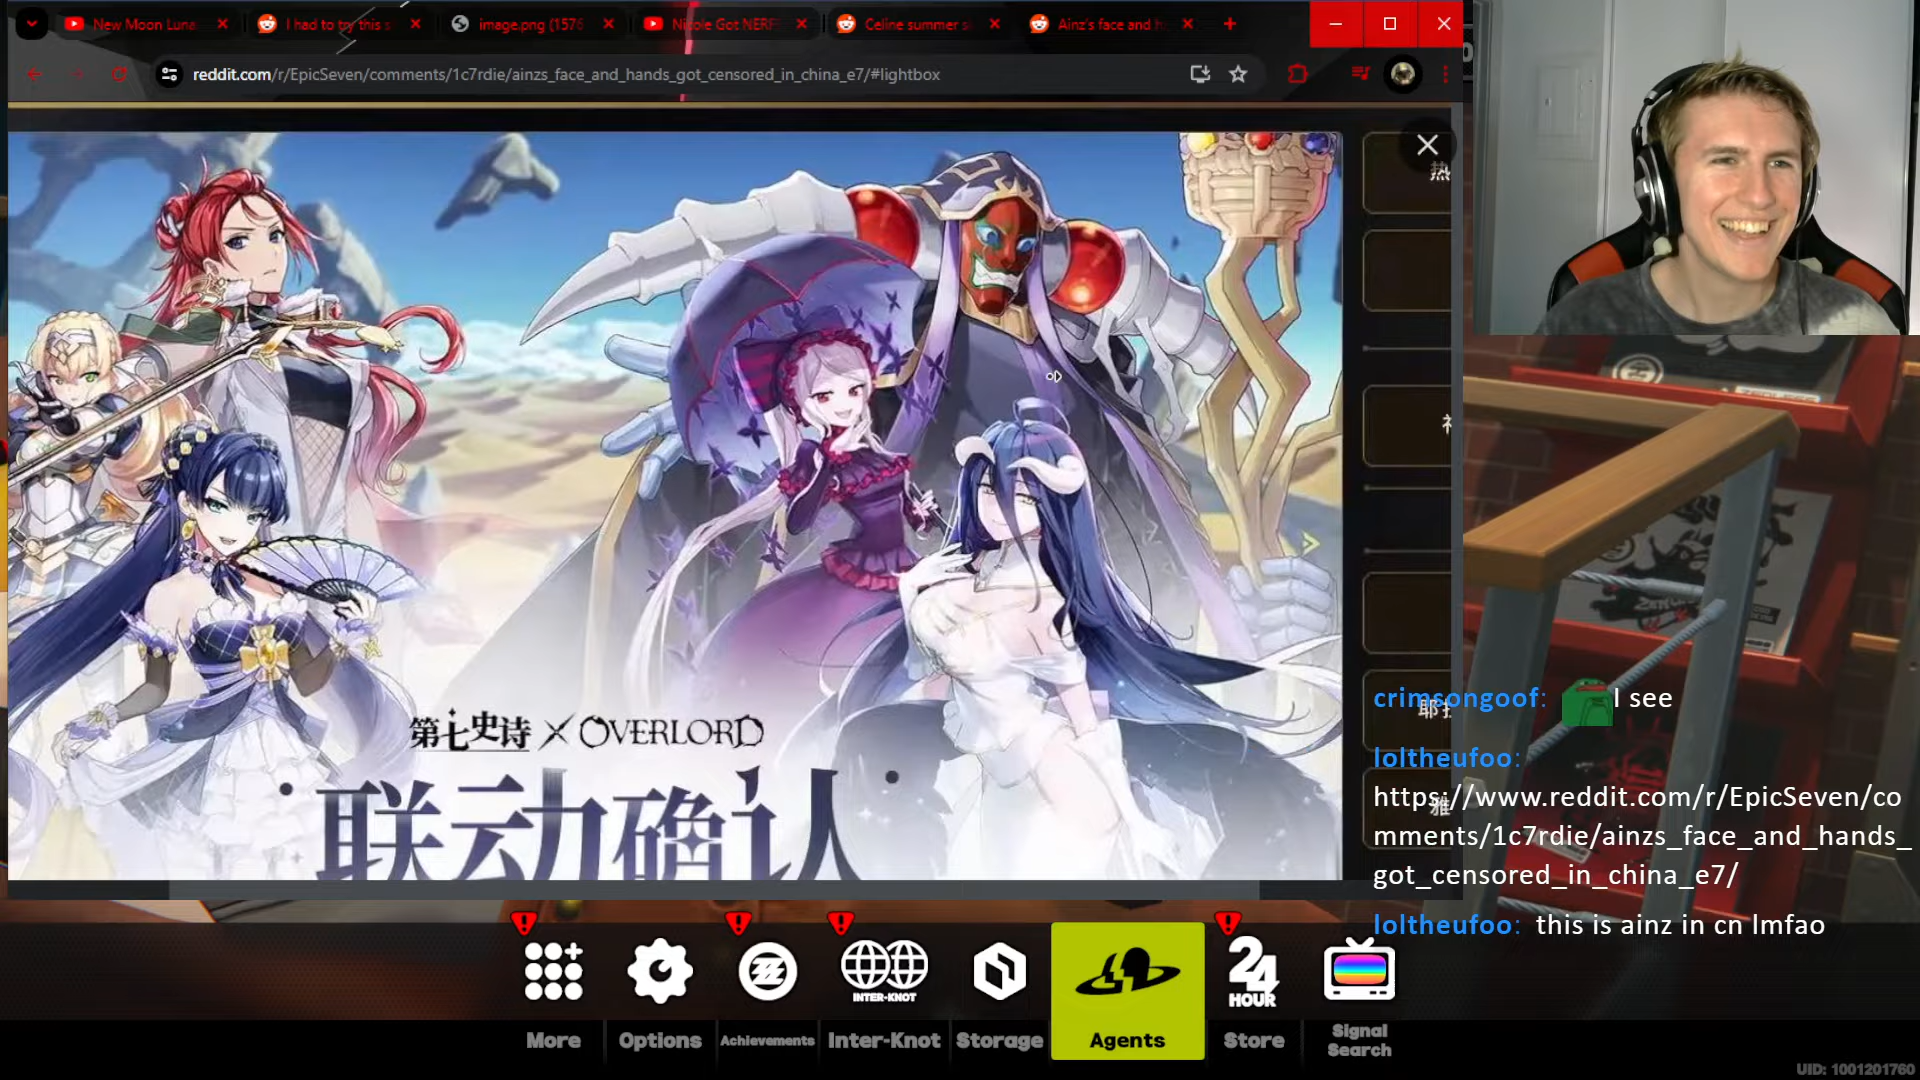 New Moon Luna
I had to try this s
image.png (1576
Nicole Got NERF
Celine summer s
Ainz's face and h
reddit.com/r/EpicSeven/comments/1c7rdie/ainzs_face_and_hands_got_censored_in_china_e7/#lightbox
热
第七史诗 X OVERLORD
联动确认
crimsongoof: I see
loltheufoo:
https://www.reddit.com/r/EpicSeven/co
mments/1c7rdie/ainzs_face_and_hands_
got_censored_in_china_e7/
loltheufoo: this is ainz in cn lmfao
雅
INTER-KNOT
24
HOUR
More
Options
Achievements
Inter-Knot
Storage
Agents
Store
Signal
Search
UID: 1001201760